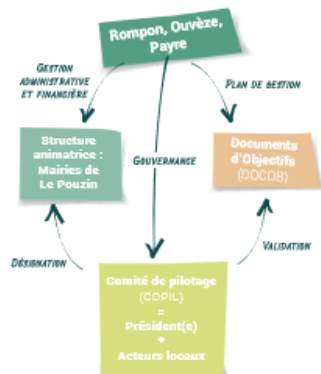 Rompon, Ouvèze,
Payre
GESTION
ADMINISTRATIVE
ET FINANCIÈRE
PLAN DE GESTION
Structure
animatrice :
Mairies de
Le Pouzin
GOUVERNANCE
Documents
d'Objectifs
(DOCOB)
DÉSIGNATION
VALIDATION
Comité de pilotage
(COPIL)
=
Président(e)
+
Acteurs locaux